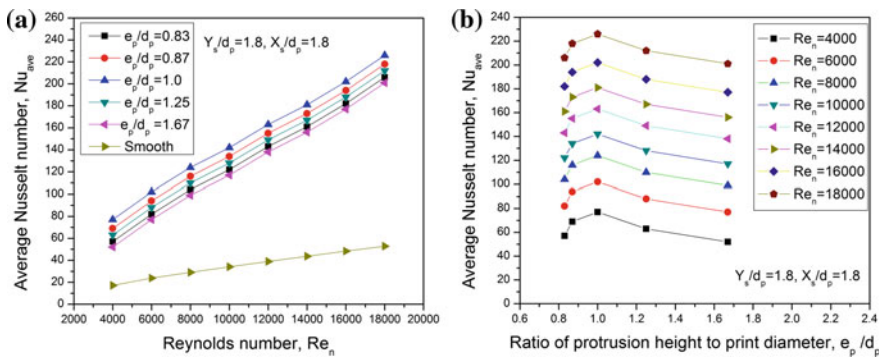 (a)
Average Nusselt number, Nu_ave
260
240
220
200
180
160
140
120
100
80
60
40
20
0
e_p/d_p=0.83
e_p/d_p=0.87
e_p/d_p=1.0
e_p/d_p=1.25
e_p/d_p=1.67
Smooth
Y_s/d_p=1.8, X_s/d_p=1.8
2000 4000 6000 8000 10000 12000 14000 16000 18000 20000
Reynolds number, Re_n
(b)
Average Nusselt number, Nu_ave
240
220
200
180
160
140
120
100
80
60
40
20
0
Re_n=4000
Re_n=6000
Re_n=8000
Re_n=10000
Re_n=12000
Re_n=14000
Re_n=16000
Re_n=18000
Y_s/d_p=1.8, X_s/d_p=1.8
0.6 0.8 1.0 1.2 1.4 1.6 1.8 2.0 2.2 2.4
Ratio of protrusion height to print diameter, e_p /d_p